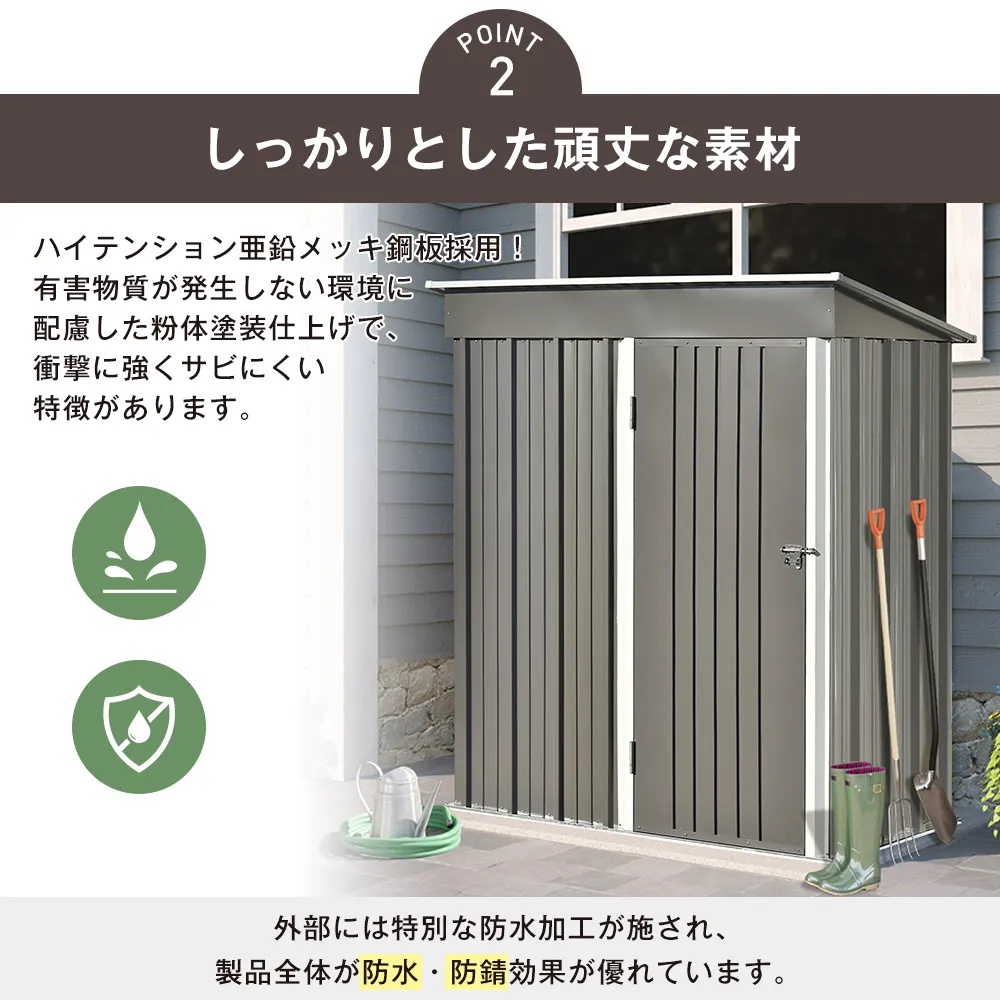 POINT
2
しっかりとした頑丈な素材
ハイテンション亜鉛メッキ鋼板採用！
有害物質が発生しない環境に
配慮した粉体塗装仕上げで、
衝撃に強くサビにくい
特徴があります。
外部には特別な防水加工が施され、
製品全体が防水・防錆効果が優れています。